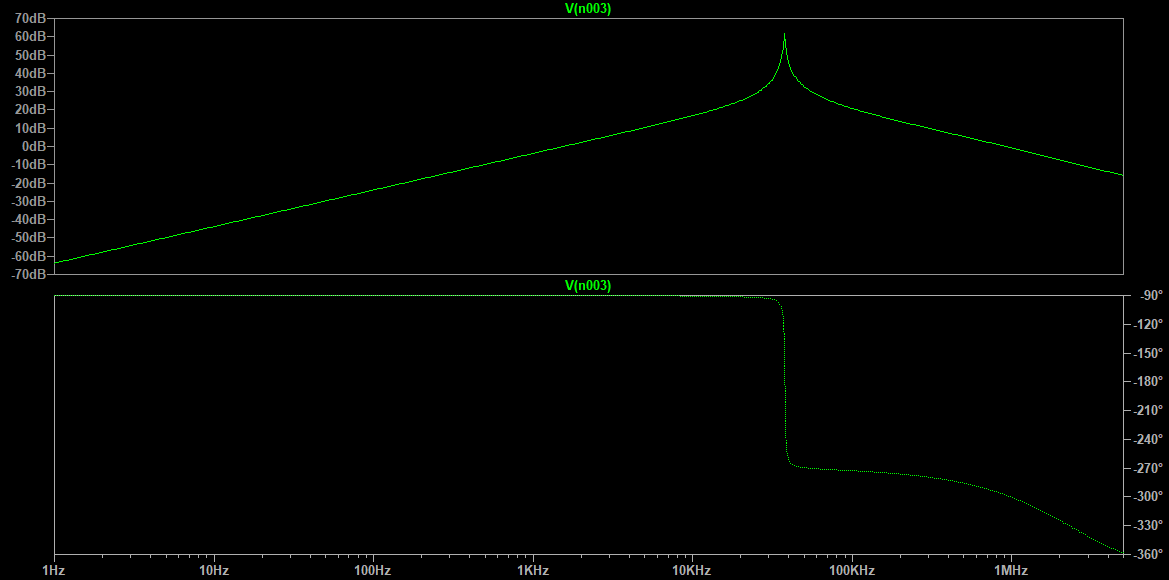 V(n003)
70dB
60dB
50dB
40dB
30dB
20dB
10dB
0dB
-10dB
-20dB
-30dB
-40dB
-50dB
-60dB
-70dB
V(n003)
-90°
-120°
-150°
-180°
-210°
-240°
-270°
-300°
-330°
-360°
1Hz 10Hz 100Hz 1KHz 10KHz 100KHz 1MHz